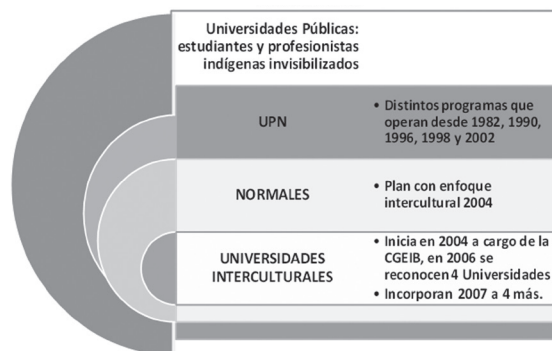 Universidades Públicas:
estudiantes y profesionistas
indígenas invisibilizados
UPN
• Distintos programas que
operan desde 1982, 1990,
1996, 1998 y 2002
NORMALES
• Plan con enfoque
intercultural 2004
UNIVERSIDADES
INTERCULTURALES
• Inicia en 2004 a cargo de la
CGEIB, en 2006 se
reconocen 4 Universidades
• Incorporan 2007 a 4 más.